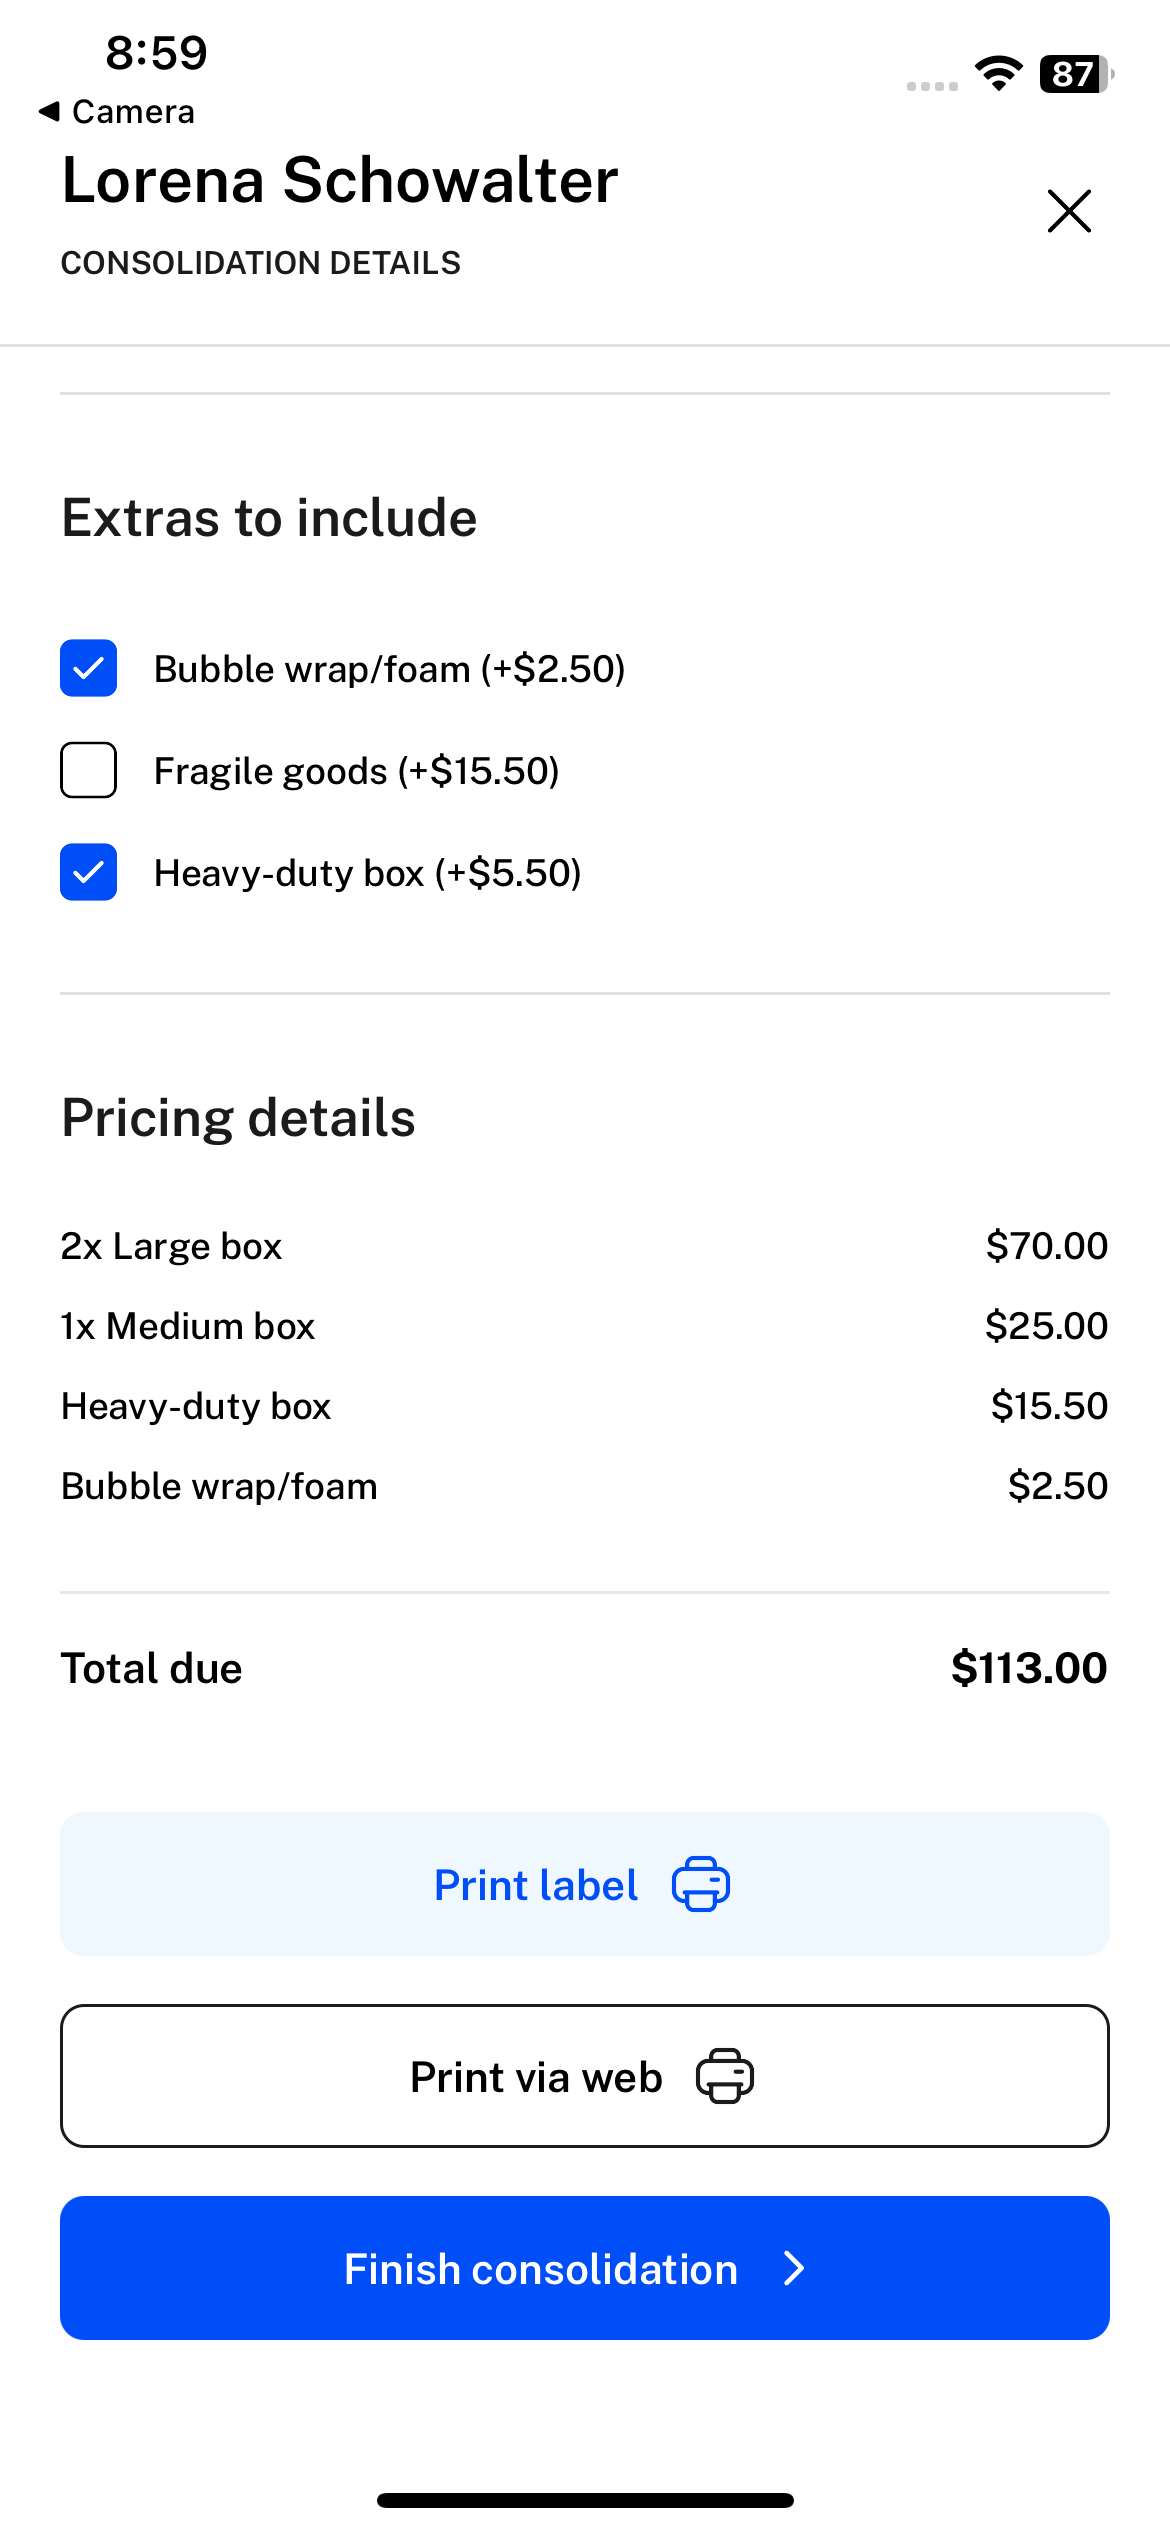 8:59
87
◀ Camera
Lorena Schowalter
CONSOLIDATION DETAILS
Extras to include
Bubble wrap/foam (+$2.50)
Fragile goods (+$15.50)
Heavy-duty box (+$5.50)
Pricing details
2x Large box $70.00
1x Medium box $25.00
Heavy-duty box $15.50
Bubble wrap/foam $2.50
Total due $113.00
Print label
Print via web
Finish consolidation